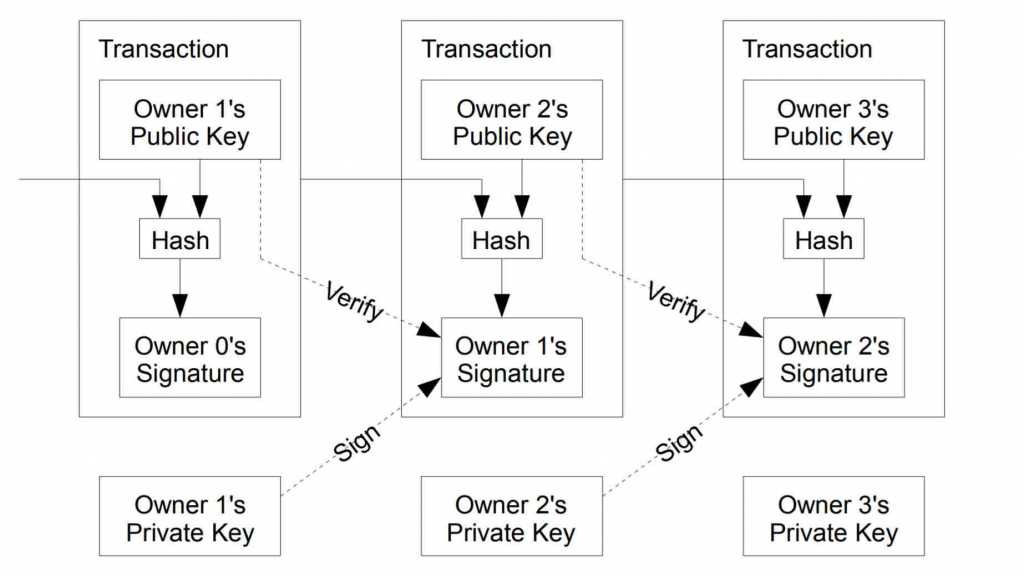 Transaction
Transaction
Transaction
Owner 1's
Public Key
Owner 2's
Public Key
Owner 3's
Public Key
Hash
Hash
Hash
Verify
Verify
Owner 0's
Signature
Owner 1's
Signature
Owner 2's
Signature
Sign
Sign
Owner 1's
Private Key
Owner 2's
Private Key
Owner 3's
Private Key